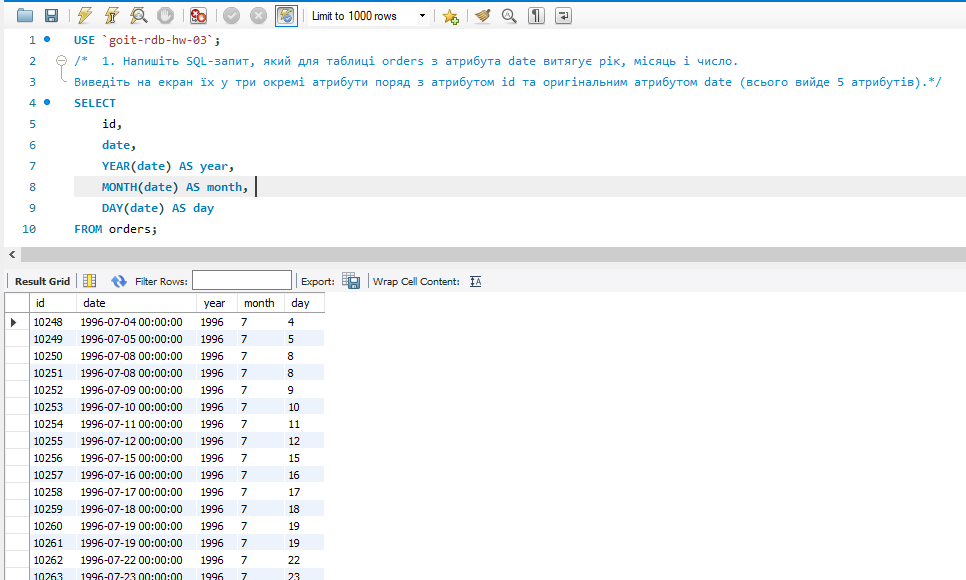 Limit to 1000 rows
1 USE `goit-rdb-hw-03`;
2 /*  1. Напишіть SQL-запит, який для таблиці orders з атрибута date витягує рік, місяць і число.
3 Виведіть на екран їх у три окремі атрибути поряд з атрибутом id та оригінальним атрибутом date (всього вийде 5 атрибутів).*/
4 SELECT
5 id,
6 date,
7 YEAR(date) AS year,
8 MONTH(date) AS month,
9 DAY(date) AS day
10 FROM orders;
Result Grid Filter Rows: Export: Wrap Cell Content:
id date year month day
10248 1996-07-04 00:00:00 1996 7 4
10249 1996-07-05 00:00:00 1996 7 5
10250 1996-07-08 00:00:00 1996 7 8
10251 1996-07-08 00:00:00 1996 7 8
10252 1996-07-09 00:00:00 1996 7 9
10253 1996-07-10 00:00:00 1996 7 10
10254 1996-07-11 00:00:00 1996 7 11
10255 1996-07-12 00:00:00 1996 7 12
10256 1996-07-15 00:00:00 1996 7 15
10257 1996-07-16 00:00:00 1996 7 16
10258 1996-07-17 00:00:00 1996 7 17
10259 1996-07-18 00:00:00 1996 7 18
10260 1996-07-19 00:00:00 1996 7 19
10261 1996-07-19 00:00:00 1996 7 19
10262 1996-07-22 00:00:00 1996 7 22
10263 1996-07-23 00:00:00 1996 7 23